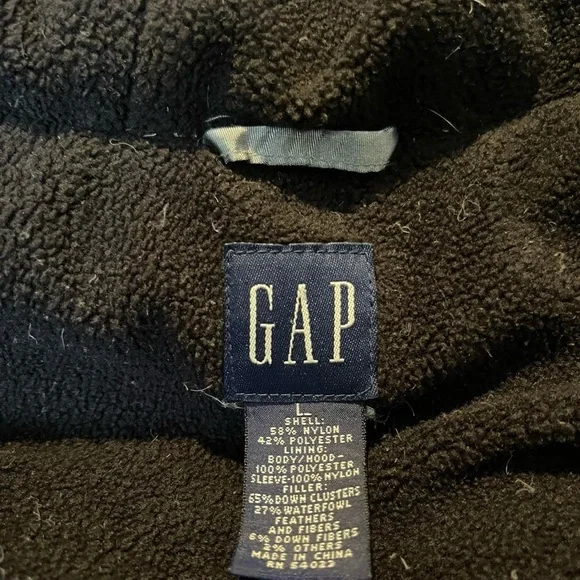 GAP
L
SHELL:
58% NYLON
42% POLYESTER
LINING:
BODY/HOOD-
100% POLYESTER
SLEEVE-100% NYLON
FILLER:
65% DOWN CLUSTERS
27% WATERFOWL
FEATHERS
AND FIBERS
6% DOWN FIBERS
2% OTHERS
MADE IN CHINA
RN 54022